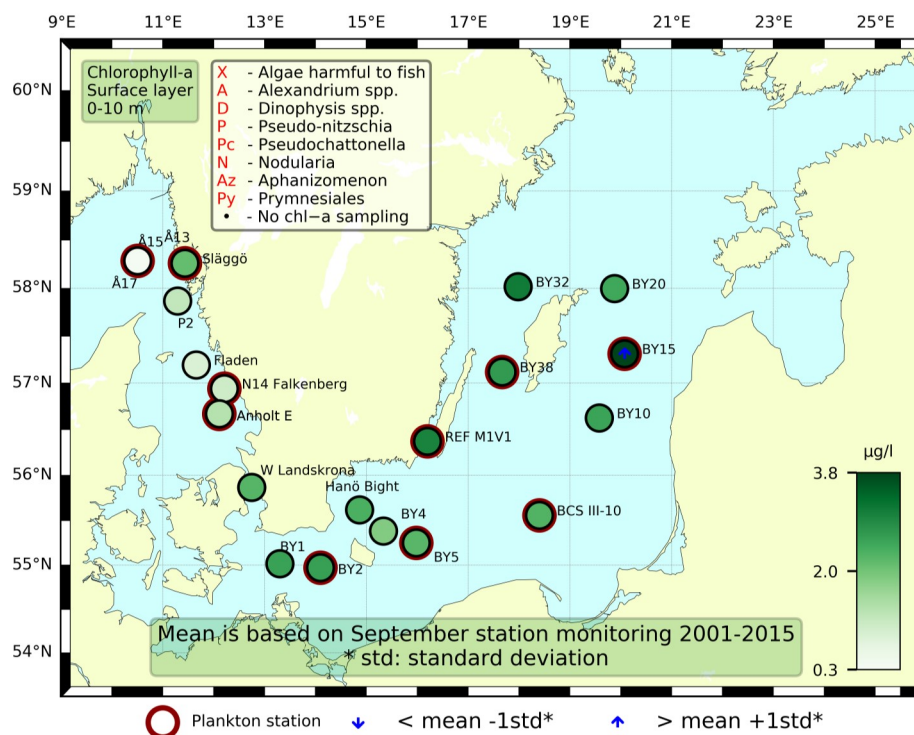 9°E 11°E 13°E 15°E 17°E 19°E 21°E 23°E 25°E
60°N
59°N
58°N
57°N
56°N
55°N
54°N
Chlorophyll-a
Surface layer
0-10 m
X - Algae harmful to fish
A - Alexandrium spp.
D - Dinophysis spp.
P - Pseudo-nitzschia
Pc - Pseudochattonella
N - Nodularia
Az - Aphanizomenon
Py - Prymnesiales
• - No chl−a sampling
Å15 Å13
Släggö
Å17
P2
BY32
BY20
Fladen
BY15
N14 Falkenberg
BY38
Anholt E
BY10
REF M1V1
W Landskrona
Hanö Bight
BY4
BCS III-10
BY1
BY5
BY2
µg/l
3.8
2.0
0.3
Mean is based on September station monitoring 2001-2015
* std: standard deviation
Plankton station ↓ < mean -1std* ↑ > mean +1std*